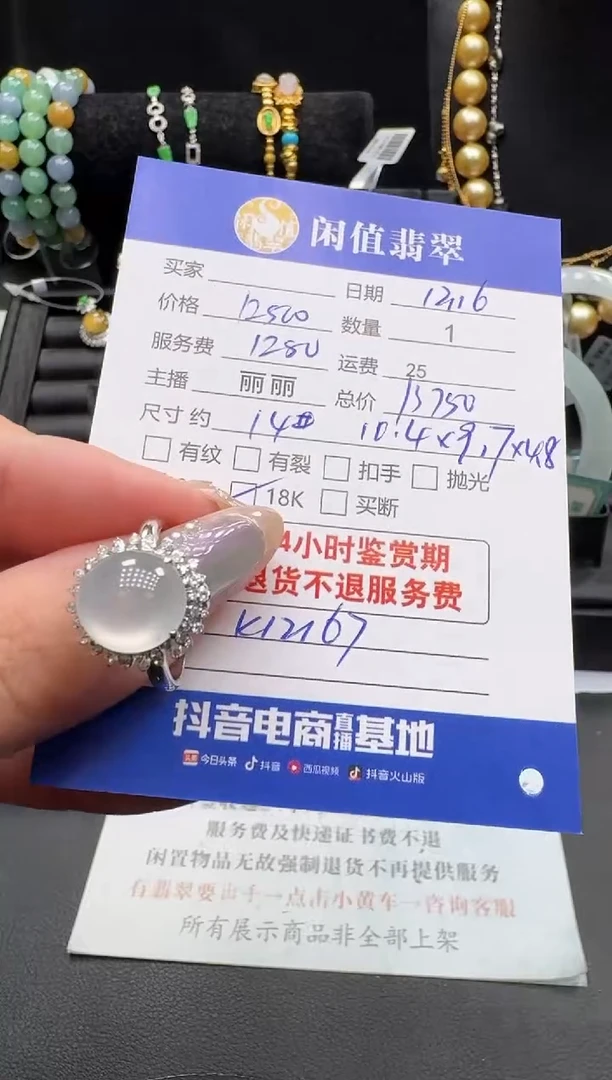 闲值翡翠
买家 日期 12.16
价格 12500 数量 1
服务费 1250 运费 25
主播 丽丽 总价 13750
尺寸 约 14# 10.4×9.7×4.8
有纹 有裂 扣手 抛光
18K 买断
4小时鉴赏期
退货不退服务费
K12167
抖音电商直播基地
头条 今日头条 抖音 西瓜视频 抖音火山版
服务费及快递证书费不退
闲置物品无故强制退货不再提供服务
有翡翠要出手一点击小黄车一咨询客服
所有展示商品非全部上架